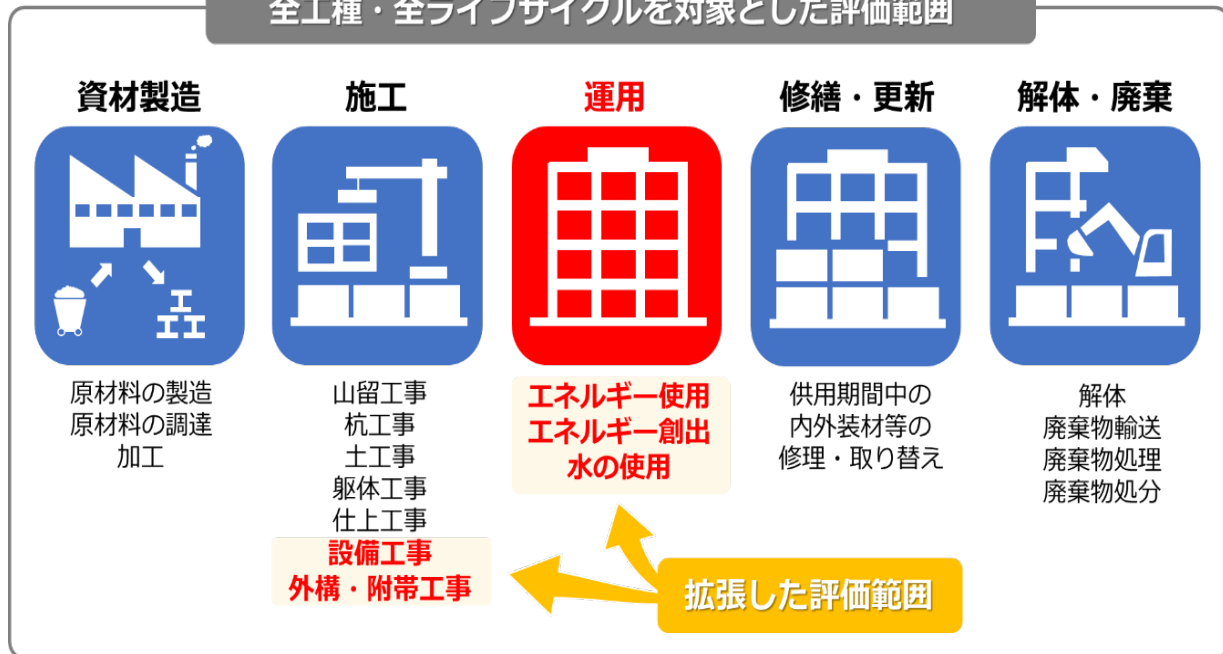 全工種・全ライフサイクルを対象とした評価範囲
資材製造
施工
運用
修繕・更新
解体・廃棄
原材料の製造
原材料の調達
加工
山留工事
杭工事
土工事
躯体工事
仕上工事
設備工事
外構・附帯工事
エネルギー使用
エネルギー創出
水の使用
供用期間中の
内外装材等の
修理・取り替え
解体
廃棄物輸送
廃棄物処理
廃棄物処分
拡張した評価範囲